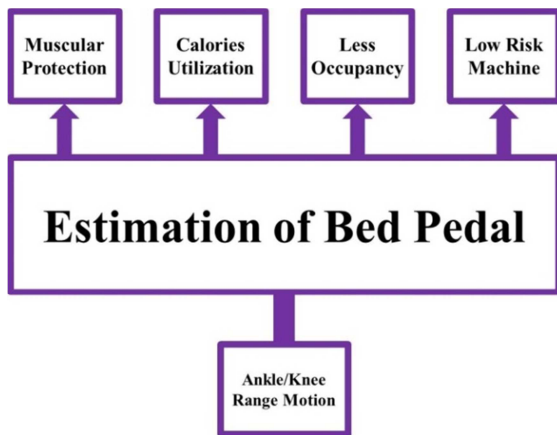 Muscular
Protection
Calories
Utilization
Less
Occupancy
Low Risk
Machine
Estimation of Bed Pedal
Ankle/Knee
Range Motion